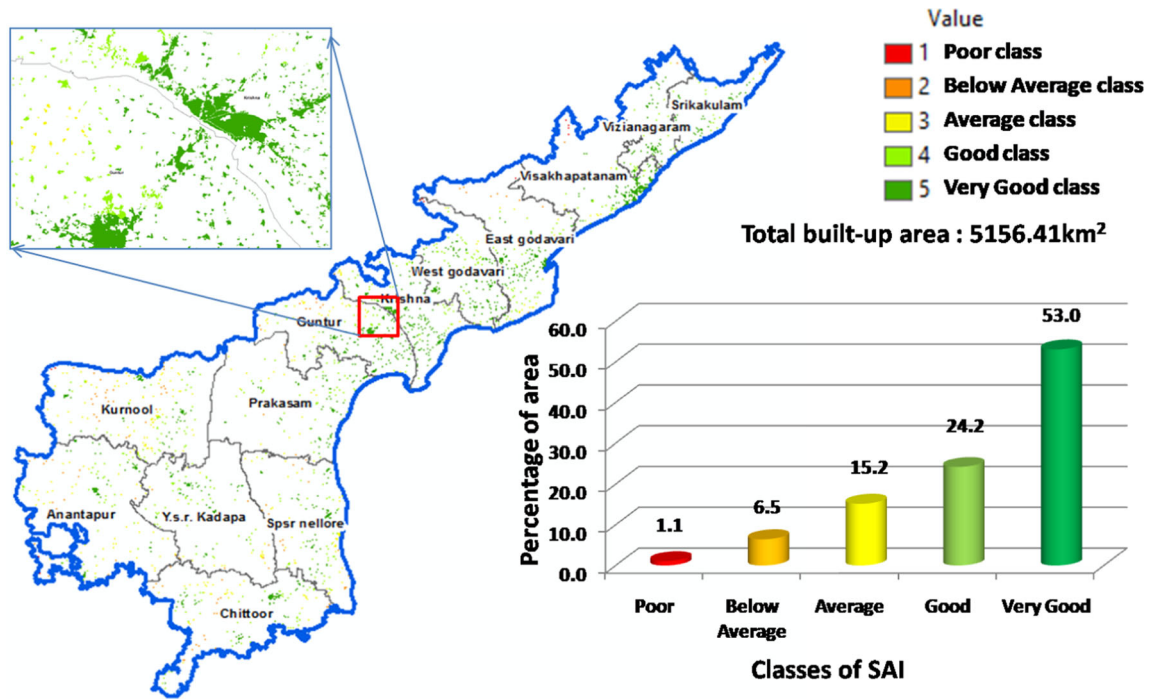 Value
1 Poor class
2 Below Average class
3 Average class
4 Good class
5 Very Good class
Total built-up area : 5156.41km²
Krishna
Srikakulam
Vizianagaram
Visakhapatanam
East godavari
West godavari
Krishna
Guntur
Prakasam
Kurnool
Anantapur
Y.s.r. Kadapa
Spsr nellore
Chittoor
Percentage of area
60.0
50.0
40.0
30.0
20.0
10.0
0.0
1.1
6.5
15.2
24.2
53.0
Poor
Below
Average
Average
Good
Very Good
Classes of SAI